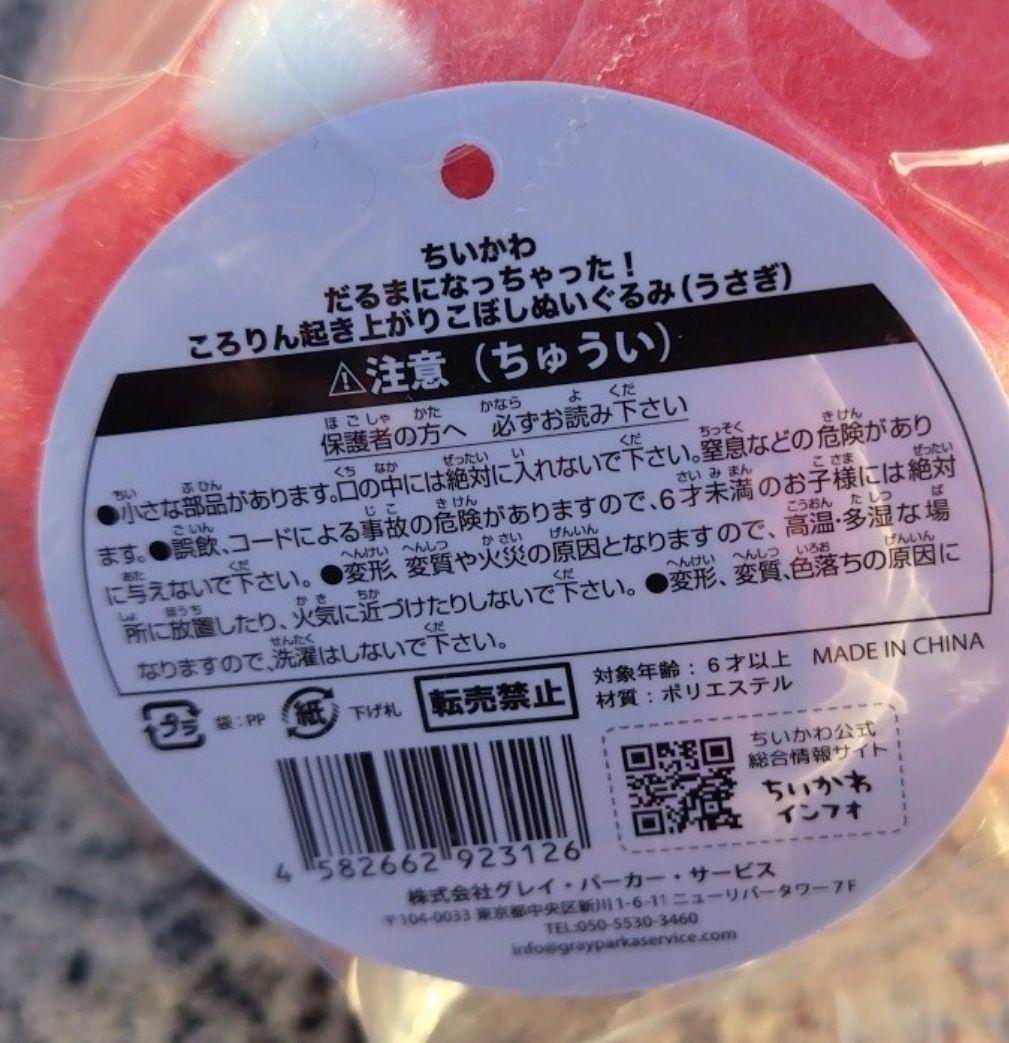 ちいかわ
だるまになっちゃった！
ころりん起き上がりこぼしぬいぐるみ（うさぎ）
⚠注意（ちゅうい）
保護者の方へ　必ずお読み下さい
●小さな部品があります。口の中には絶対に入れないで下さい。窒息などの危険があり
ます。●誤飲、コードによる事故の危険がありますので、6才未満のお子様には絶対
に与えないで下さい。●変形、変質や火災の原因となりますので、高温・多湿な場
所に放置したり、火気に近づけたりしないで下さい。●変形、変質、色落ちの原因に
なりますので、洗濯はしないで下さい。
プラ 袋：PP 紙 下げ札 転売禁止
対象年齢：6才以上 MADE IN CHINA
材質：ポリエステル
ちいかわ公式
総合情報サイト
ちいかわ
インフォ
4 582662 923126
株式会社グレイ・パーカー・サービス
〒104-0033 東京都中央区新川1-6-11 ニューリバータワー7F
TEL:050-5530-3460
info@grayparkaservice.com